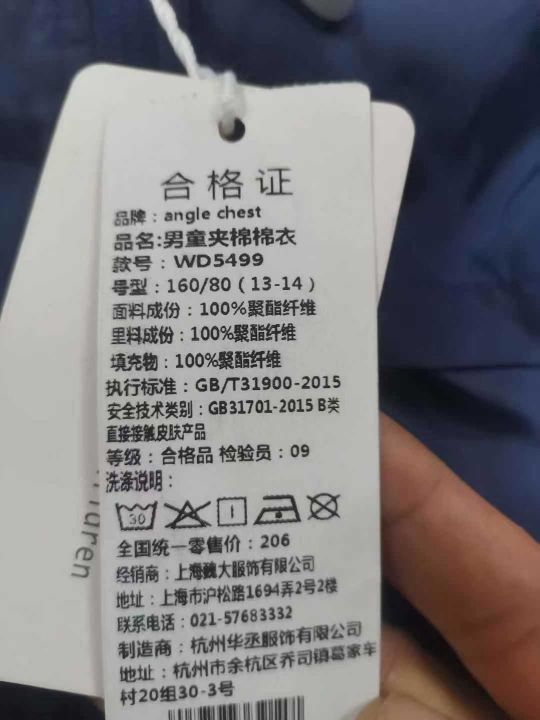 合格证
品牌：angle chest
品名:男童夹棉棉衣
款号：WD5499
号型：160/80（13-14）
面料成份：100%聚酯纤维
里料成份：100%聚酯纤维
填充物：100%聚酯纤维
执行标准：GB/T31900-2015
安全技术类别：GB31701-2015 B类
直接接触皮肤产品
等级：合格品 检验员：09
洗涤说明：
30
全国统一零售价：206
经销商：上海巍大服饰有限公司
地址：上海市沪松路1694弄2号2楼
联系电话：021-57683332
制造商：杭州华丞服饰有限公司
地址：杭州市余杭区乔司镇葛家车
村20组30-3号